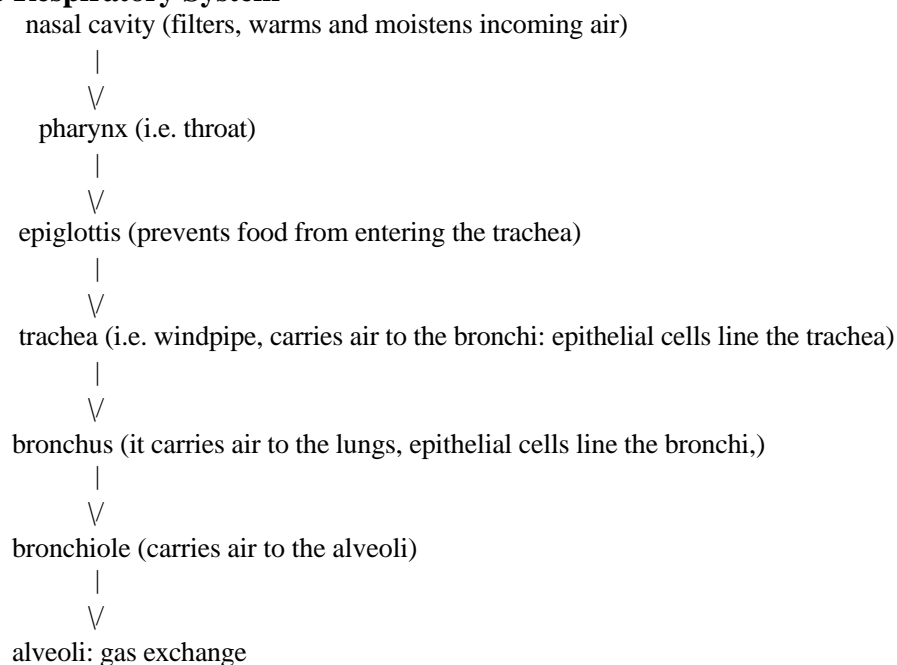 Respiratory System
nasal cavity (filters, warms and moistens incoming air)
|
\/
pharynx (i.e. throat)
|
\/
epiglottis (prevents food from entering the trachea)
|
\/
trachea (i.e. windpipe, carries air to the bronchi: epithelial cells line the trachea)
|
\/
bronchus (it carries air to the lungs, epithelial cells line the bronchi,)
|
\/
bronchiole (carries air to the alveoli)
|
\/
alveoli: gas exchange